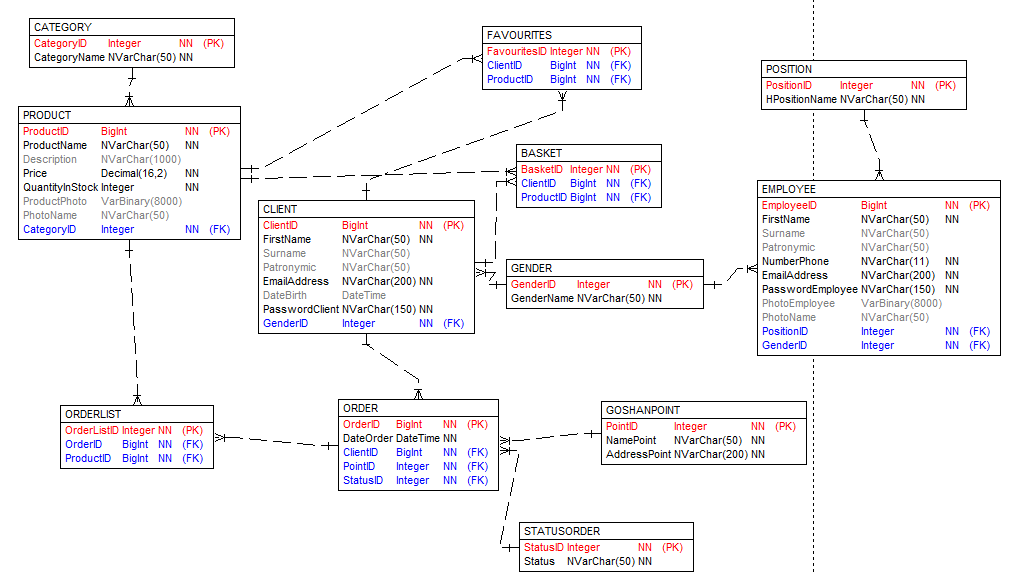 CATEGORY
CategoryID Integer NN (PK)
CategoryName NVarChar(50) NN
FAVOURITES
FavouritesID Integer NN (PK)
ClientID BigInt NN (FK)
ProductID BigInt NN (FK)
POSITION
PositionID Integer NN (PK)
HPositionName NVarChar(50) NN
PRODUCT
ProductID BigInt NN (PK)
ProductName NVarChar(50) NN
Description NVarChar(1000)
Price Decimal(16,2) NN
QuantityInStock Integer NN
ProductPhoto VarBinary(8000)
PhotoName NVarChar(50)
CategoryID Integer NN (FK)
BASKET
BasketID Integer NN (PK)
ClientID BigInt NN (FK)
ProductID BigInt NN (FK)
EMPLOYEE
EmployeeID BigInt NN (PK)
FirstName NVarChar(50) NN
Surname NVarChar(50)
Patronymic NVarChar(50)
NumberPhone NVarChar(11) NN
EmailAddress NVarChar(200) NN
PasswordEmployee NVarChar(150) NN
PhotoEmployee VarBinary(8000)
PhotoName NVarChar(50)
PositionID Integer NN (FK)
GenderID Integer NN (FK)
CLIENT
ClientID BigInt NN (PK)
FirstName NVarChar(50) NN
Surname NVarChar(50)
Patronymic NVarChar(50)
EmailAddress NVarChar(200) NN
DateBirth DateTime
PasswordClient NVarChar(150) NN
GenderID Integer NN (FK)
GENDER
GenderID Integer NN (PK)
GenderName NVarChar(50) NN
ORDERLIST
OrderListID Integer NN (PK)
OrderID BigInt NN (FK)
ProductID BigInt NN (FK)
ORDER
OrderID BigInt NN (PK)
DateOrder DateTime NN
ClientID BigInt NN (FK)
PointID Integer NN (FK)
StatusID Integer NN (FK)
GOSHANPOINT
PointID Integer NN (PK)
NamePoint NVarChar(50) NN
AddressPoint NVarChar(200) NN
STATUSORDER
StatusID Integer NN (PK)
Status NVarChar(50) NN